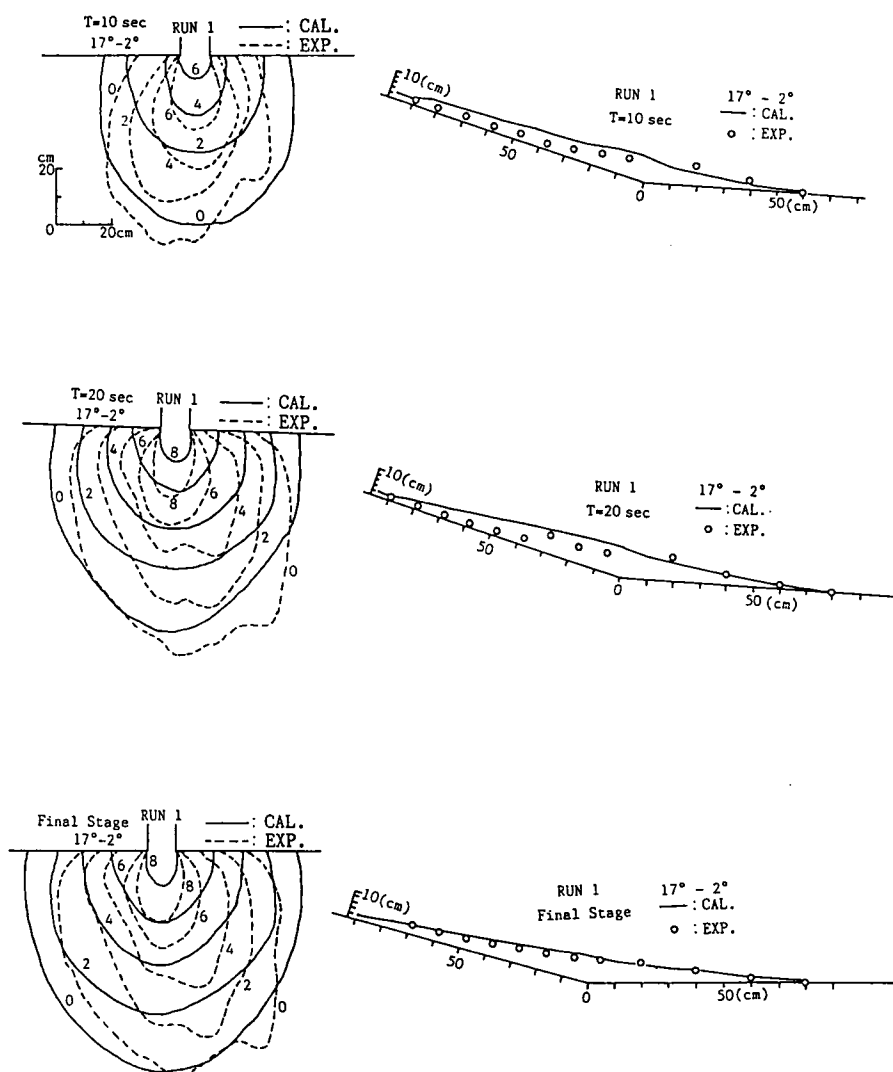 T=10 sec RUN 1 — : CAL.
17°-2° ---- : EXP.
0 6
6 4
2
2
4
0
cm
20
0 20cm
10(cm)
RUN 1 17° - 2°
T=10 sec — : CAL.
o : EXP.
50
0
50(cm)
T=20 sec RUN 1 — : CAL.
17°-2° ---- : EXP.
4 6 8
0 2 8 6
4
2
0
10(cm)
RUN 1 17° - 2°
T=20 sec — : CAL.
o : EXP.
50
0
50 (cm)
Final Stage RUN 1 — : CAL.
17°-2° ---- : EXP.
6 8
8
4 6
4
2 2
0 0
10(cm)
RUN 1 17° - 2°
Final Stage — : CAL.
o : EXP.
50
0
50(cm)